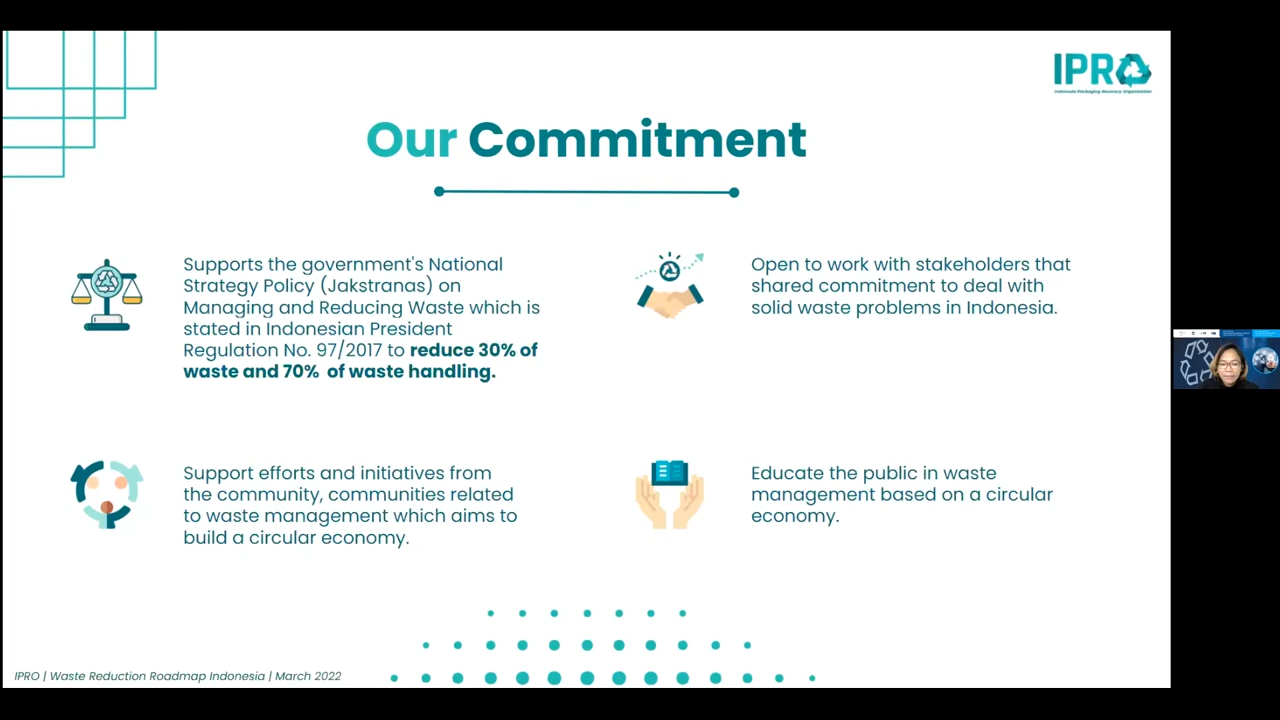 IPRO
Indonesia Packaging Recovery Organization
Our Commitment
Supports the government's National
Strategy Policy (Jakstranas) on
Managing and Reducing Waste which is
stated in Indonesian President
Regulation No. 97/2017 to reduce 30% of
waste and 70% of waste handling.
Open to work with stakeholders that
shared commitment to deal with
solid waste problems in Indonesia.
Support efforts and initiatives from
the community, communities related
to waste management which aims to
build a circular economy.
Educate the public in waste
management based on a circular
economy.
IPRO | Waste Reduction Roadmap Indonesia | March 2022